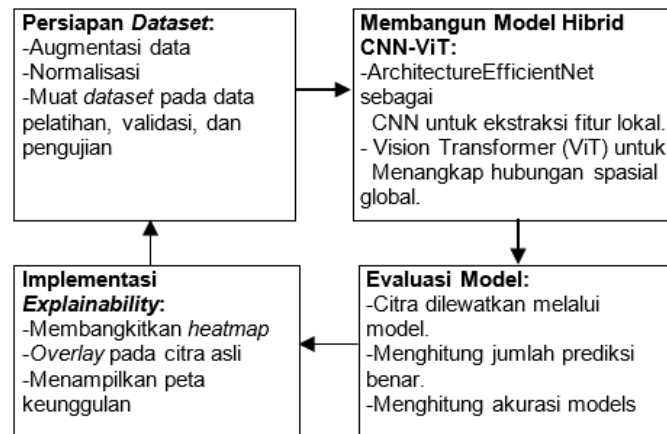 Persiapan Dataset:
-Augmentasi data
-Normalisasi
-Muat dataset pada data
pelatihan, validasi, dan
pengujian
Membangun Model Hibrid
CNN-ViT:
-ArchitectureEfficientNet
sebagai
CNN untuk ekstraksi fitur lokal.
- Vision Transformer (ViT) untuk
Menangkap hubungan spasial
global.
Implementasi
Explainability:
-Membangkitkan heatmap
-Overlay pada citra asli
-Menampilkan peta
keunggulan
Evaluasi Model:
-Citra dilewatkan melalui
model.
-Menghitung jumlah prediksi
benar.
-Menghitung akurasi models